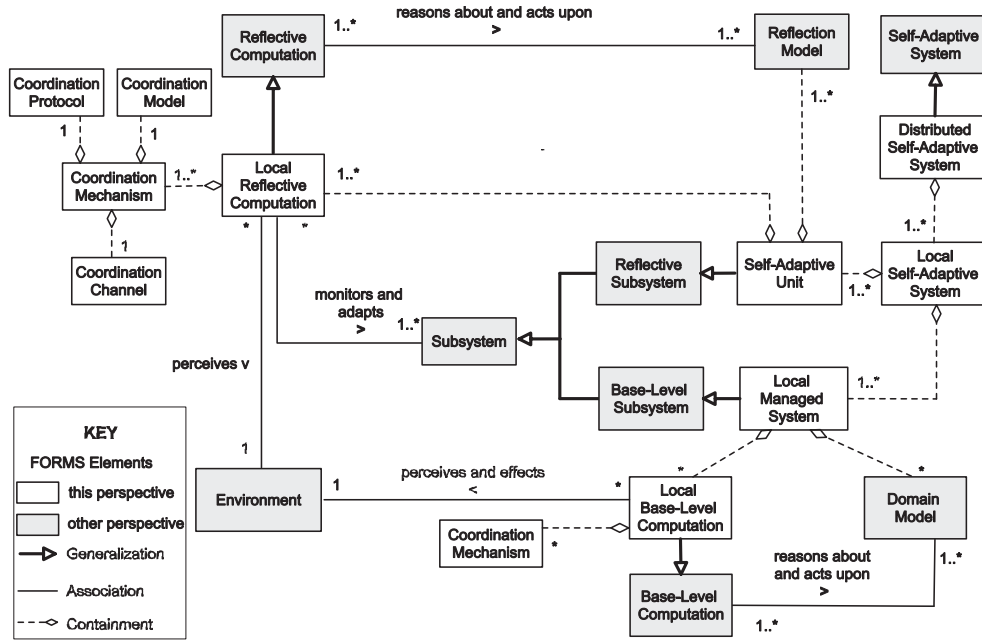 reasons about and acts upon
>
1..*
1..*
Reflective
Computation
Reflection
Model
Self-Adaptive
System
Coordination
Protocol
Coordination
Model
1
1
1..*
Distributed
Self-Adaptive
System
Coordination
Mechanism
1..*
Local
Reflective
Computation
1..*
*
*
1
1..*
Coordination
Channel
Reflective
Subsystem
Self-Adaptive
Unit
1..*
Local
Self-Adaptive
System
monitors and
adapts
>
1..*
Subsystem
perceives v
Base-Level
Subsystem
Local
Managed
System
1..*
KEY
FORMS Elements
this perspective
other perspective
Generalization
Association
Containment
1
Environment
1
perceives and effects
<
*
*
*
Local
Base-Level
Computation
Domain
Model
Coordination
Mechanism
*
reasons about
and acts upon
>
1..*
Base-Level
Computation
1..*